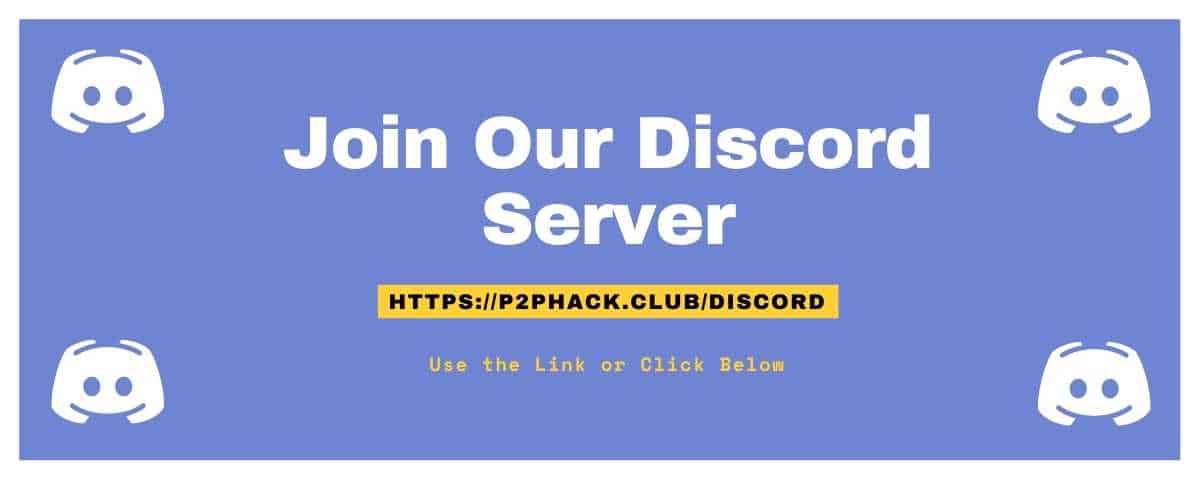 Join Our Discord
Server
HTTPS://P2PHACK.CLUB/DISCORD
Use the Link or Click Below